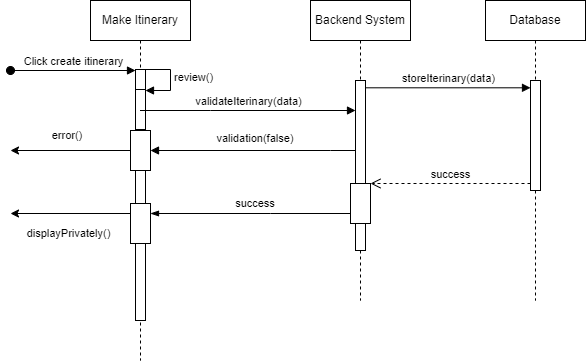 Make Itinerary
Backend System
Database
Click create itinerary
review()
storeIterinary(data)
validateIterinary(data)
error()
validation(false)
success
success
displayPrivately()